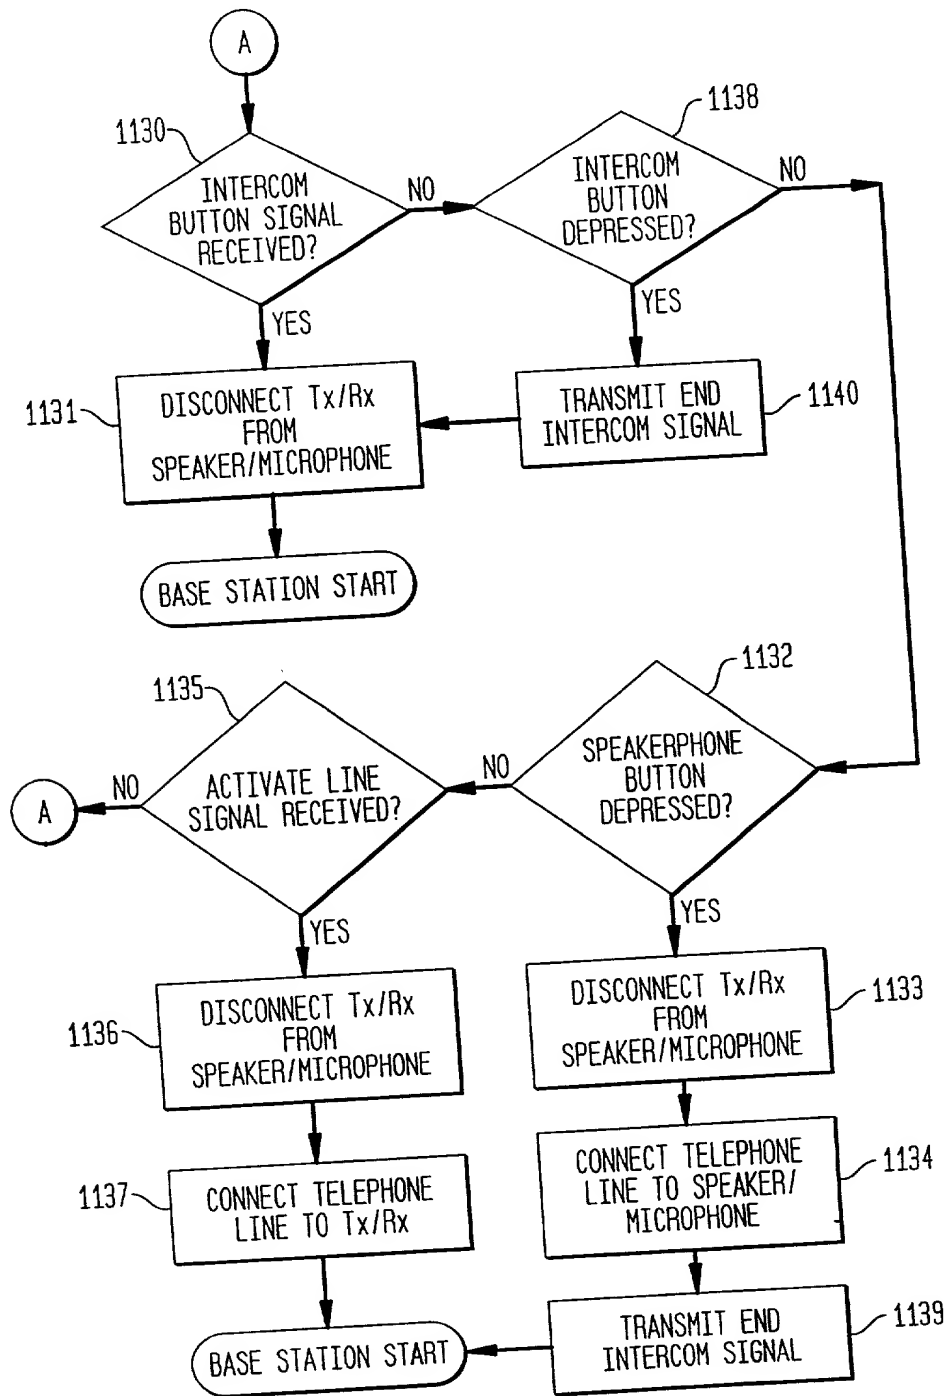 A
1130
INTERCOM
BUTTON SIGNAL
RECEIVED?
NO
YES
1138
INTERCOM
BUTTON
DEPRESSED?
NO
YES
1131
DISCONNECT Tx/Rx
FROM
SPEAKER/MICROPHONE
TRANSMIT END
INTERCOM SIGNAL
1140
BASE STATION START
1135
ACTIVATE LINE
SIGNAL RECEIVED?
NO
A
YES
1132
SPEAKERPHONE
BUTTON
DEPRESSED?
NO
YES
1136
DISCONNECT Tx/Rx
FROM
SPEAKER/MICROPHONE
DISCONNECT Tx/Rx
FROM
SPEAKER/MICROPHONE
1133
1137
CONNECT TELEPHONE
LINE TO Tx/Rx
CONNECT TELEPHONE
LINE TO SPEAKER/
MICROPHONE
1134
BASE STATION START
TRANSMIT END
INTERCOM SIGNAL
1139